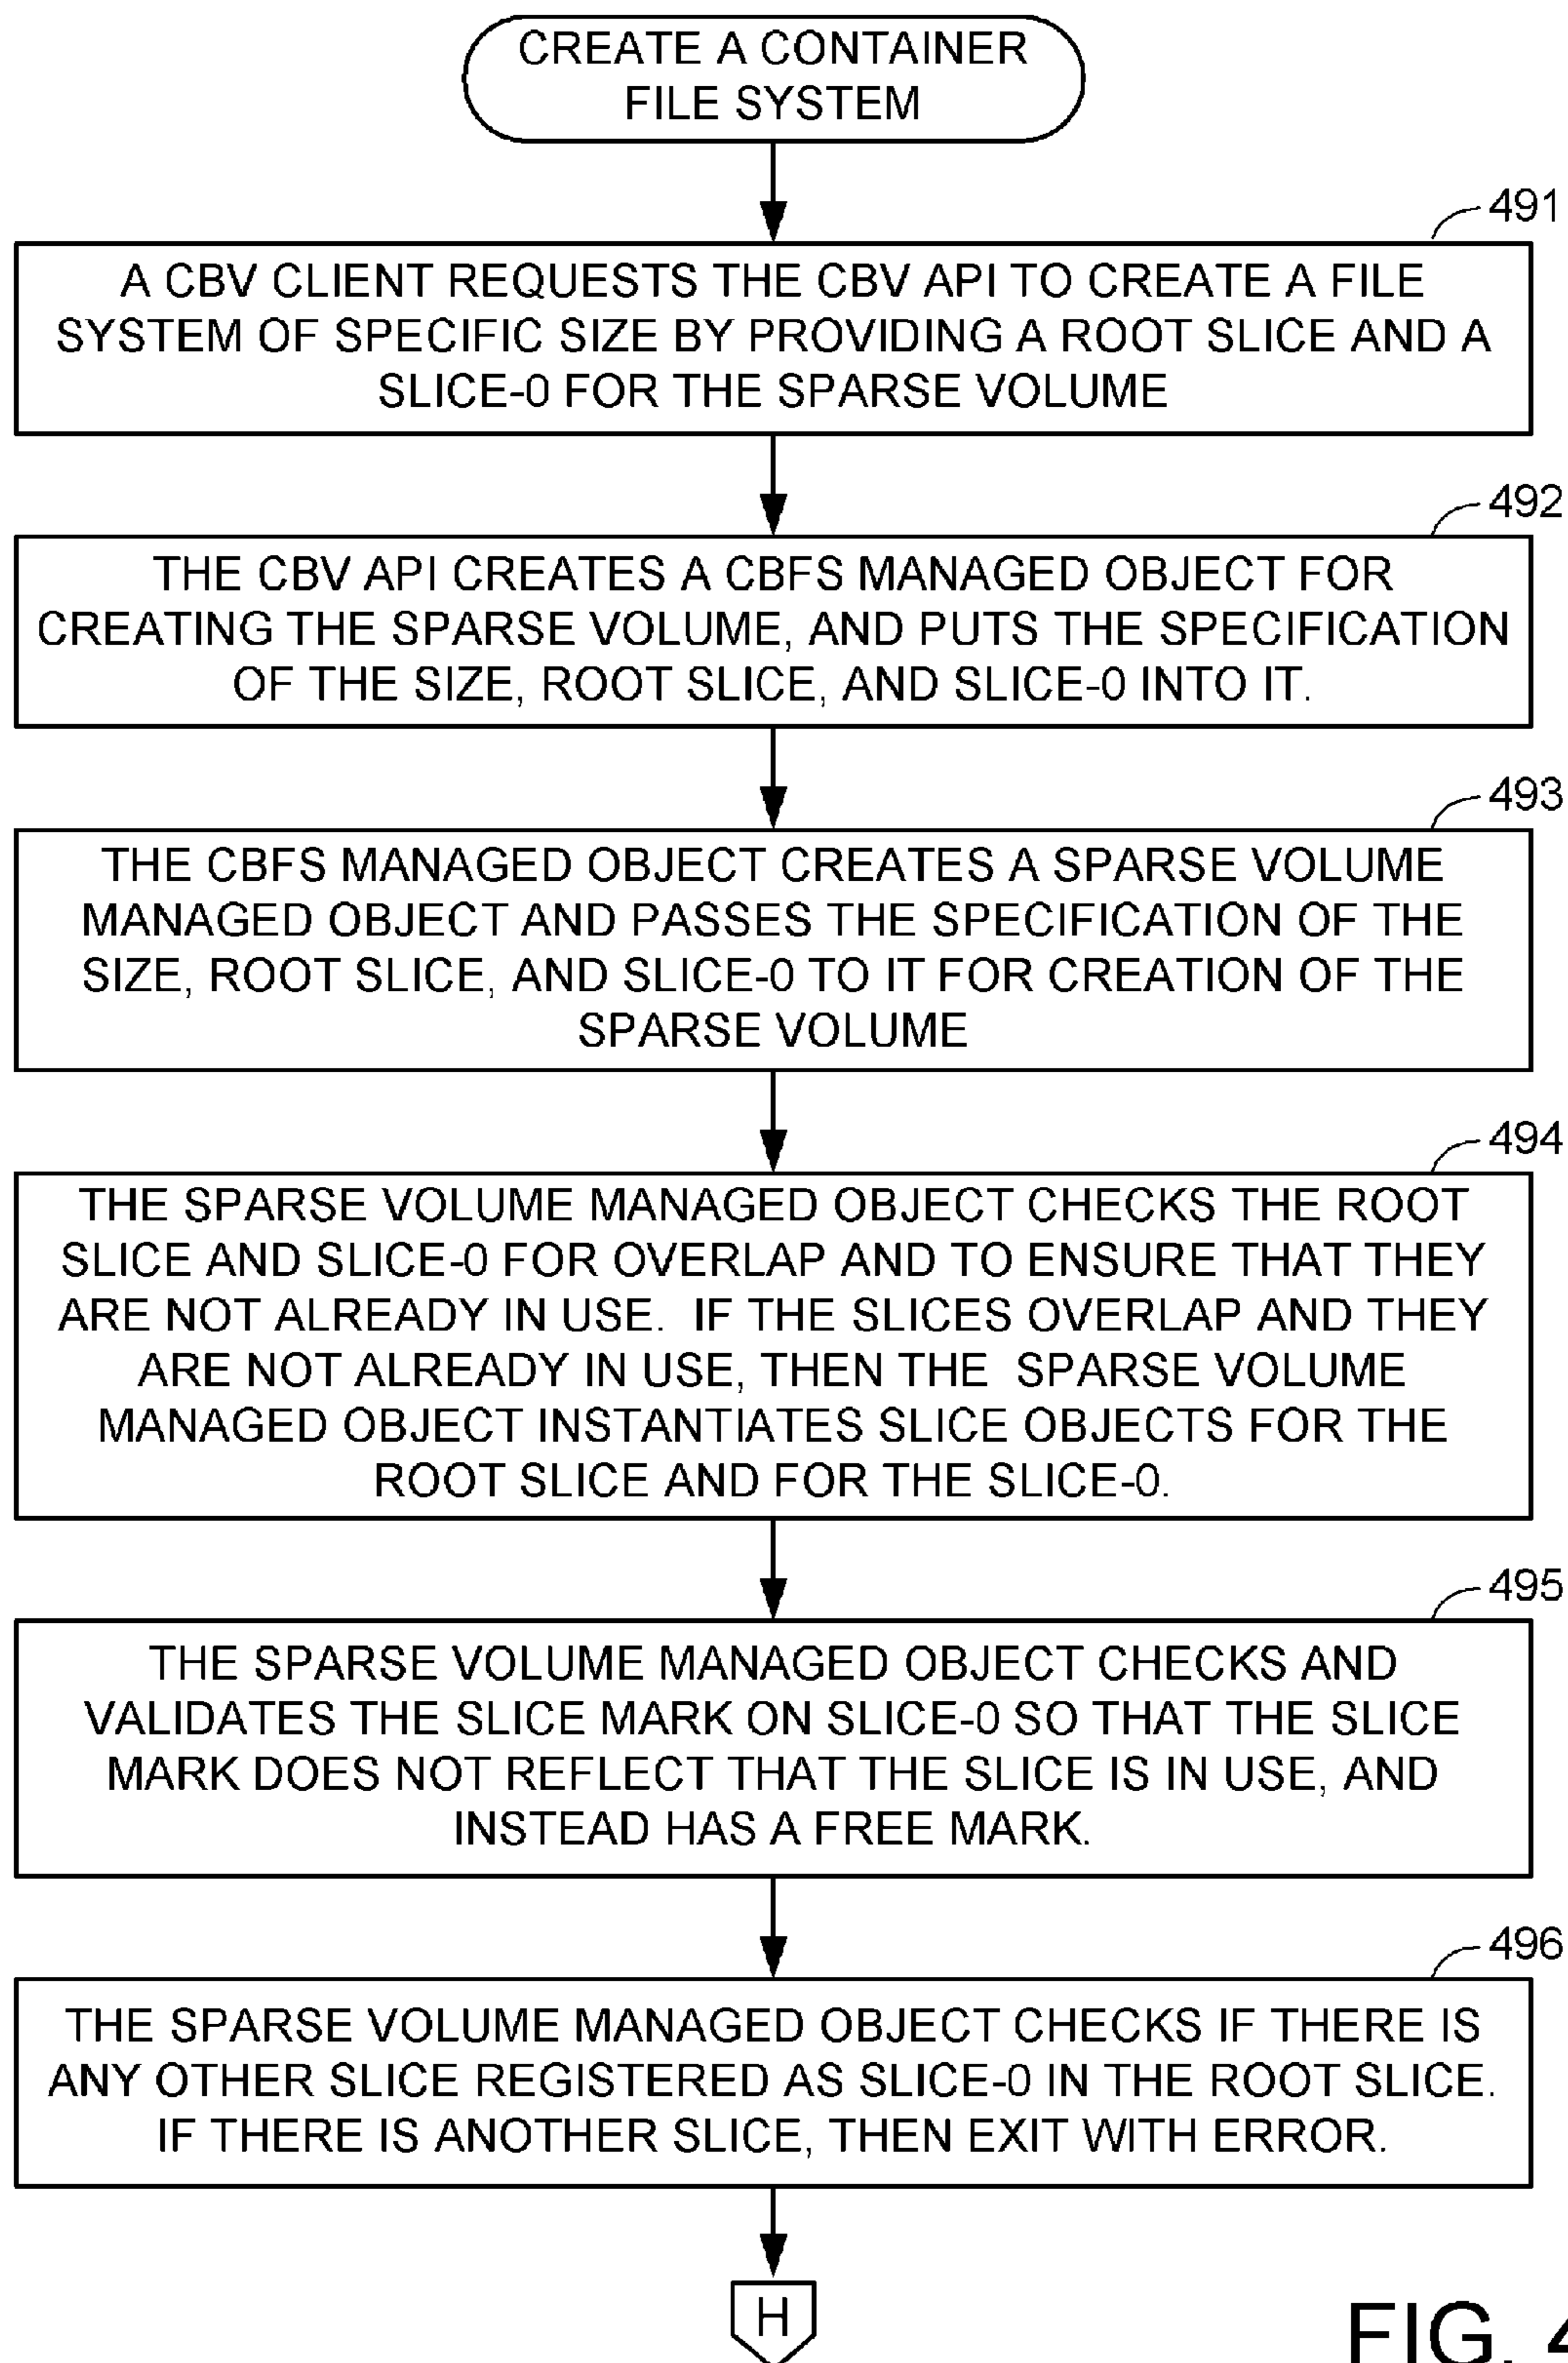 CREATE A CONTAINER
FILE SYSTEM
491
A CBV CLIENT REQUESTS THE CBV API TO CREATE A FILE
SYSTEM OF SPECIFIC SIZE BY PROVIDING A ROOT SLICE AND A
SLICE-0 FOR THE SPARSE VOLUME
492
THE CBV API CREATES A CBFS MANAGED OBJECT FOR
CREATING THE SPARSE VOLUME, AND PUTS THE SPECIFICATION
OF THE SIZE, ROOT SLICE, AND SLICE-0 INTO IT.
493
THE CBFS MANAGED OBJECT CREATES A SPARSE VOLUME
MANAGED OBJECT AND PASSES THE SPECIFICATION OF THE
SIZE, ROOT SLICE, AND SLICE-0 TO IT FOR CREATION OF THE
SPARSE VOLUME
494
THE SPARSE VOLUME MANAGED OBJECT CHECKS THE ROOT
SLICE AND SLICE-0 FOR OVERLAP AND TO ENSURE THAT THEY
ARE NOT ALREADY IN USE. IF THE SLICES OVERLAP AND THEY
ARE NOT ALREADY IN USE, THEN THE SPARSE VOLUME
MANAGED OBJECT INSTANTIATES SLICE OBJECTS FOR THE
ROOT SLICE AND FOR THE SLICE-0.
495
THE SPARSE VOLUME MANAGED OBJECT CHECKS AND
VALIDATES THE SLICE MARK ON SLICE-0 SO THAT THE SLICE
MARK DOES NOT REFLECT THAT THE SLICE IS IN USE, AND
INSTEAD HAS A FREE MARK.
496
THE SPARSE VOLUME MANAGED OBJECT CHECKS IF THERE IS
ANY OTHER SLICE REGISTERED AS SLICE-0 IN THE ROOT SLICE.
IF THERE IS ANOTHER SLICE, THEN EXIT WITH ERROR.
H
FIG.